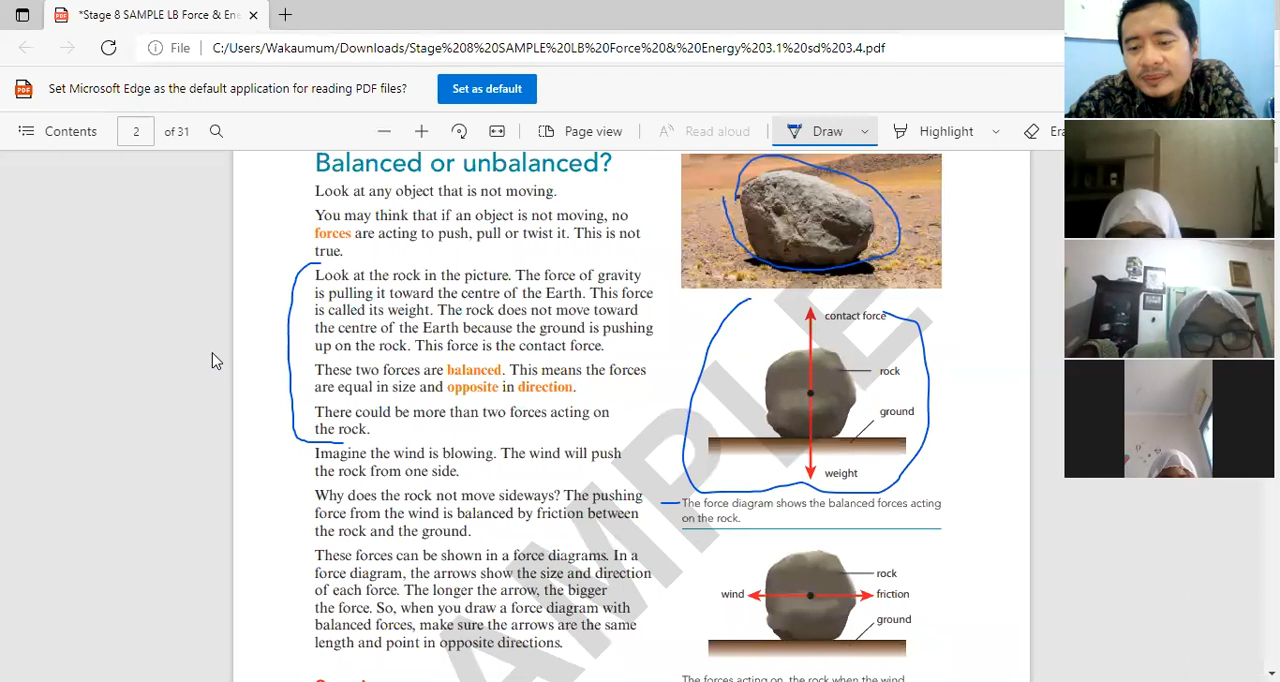 *Stage 8 SAMPLE LB Force & Ene
File
C:/Users/Wakaumum/Downloads/Stage%208%20SAMPLE%20LB%20Force%20&%20Energy%203.1%20sd%203.4.pdf
Set Microsoft Edge as the default application for reading PDF files?
Set as default
Contents
2
of 31
Page view
Read aloud
Draw
Highlight
Era
Balanced or unbalanced?
Look at any object that is not moving.
You may think that if an object is not moving, no
forces are acting to push, pull or twist it. This is not
true.
Look at the rock in the picture. The force of gravity
is pulling it toward the centre of the Earth. This force
is called its weight. The rock does not move toward
the centre of the Earth because the ground is pushing
up on the rock. This force is the contact force.
These two forces are balanced. This means the forces
are equal in size and opposite in direction.
There could be more than two forces acting on
the rock.
Imagine the wind is blowing. The wind will push
the rock from one side.
Why does the rock not move sideways? The pushing
force from the wind is balanced by friction between
the rock and the ground.
These forces can be shown in a force diagrams. In a
force diagram, the arrows show the size and direction
of each force. The longer the arrow, the bigger
the force. So, when you draw a force diagram with
balanced forces, make sure the arrows are the same
length and point in opposite directions.
contact force
rock
ground
weight
The force diagram shows the balanced forces acting
on the rock.
rock
wind
friction
ground
The forces acting on the rock when the wind
SAMPLE